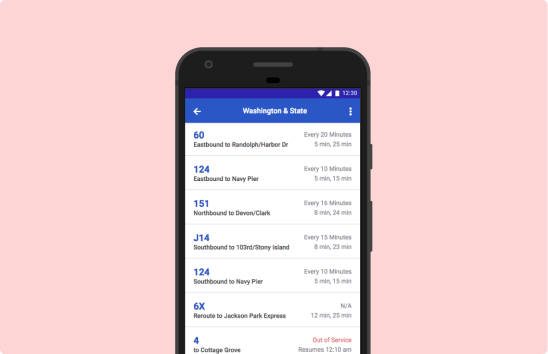 12:30
Washington & State
60
Every 20 Minutes
Eastbound to Randolph/Harbor Dr
5 min, 25 min
124
Every 10 Minutes
Eastbound to Navy Pier
5 min, 15 min
151
Every 16 Minutes
Northbound to Devon/Clark
8 min, 24 min
J14
Every 15 Minutes
Southbound to 103rd/Stony Island
8 min, 23 min
124
Every 10 Minutes
Southbound to Navy Pier
5 min, 15 min
6X
N/A
Reroute to Jackson Park Express
12 min, 25 min
4
Out of Service
to Cottage Grove
Resumes 12:10 am